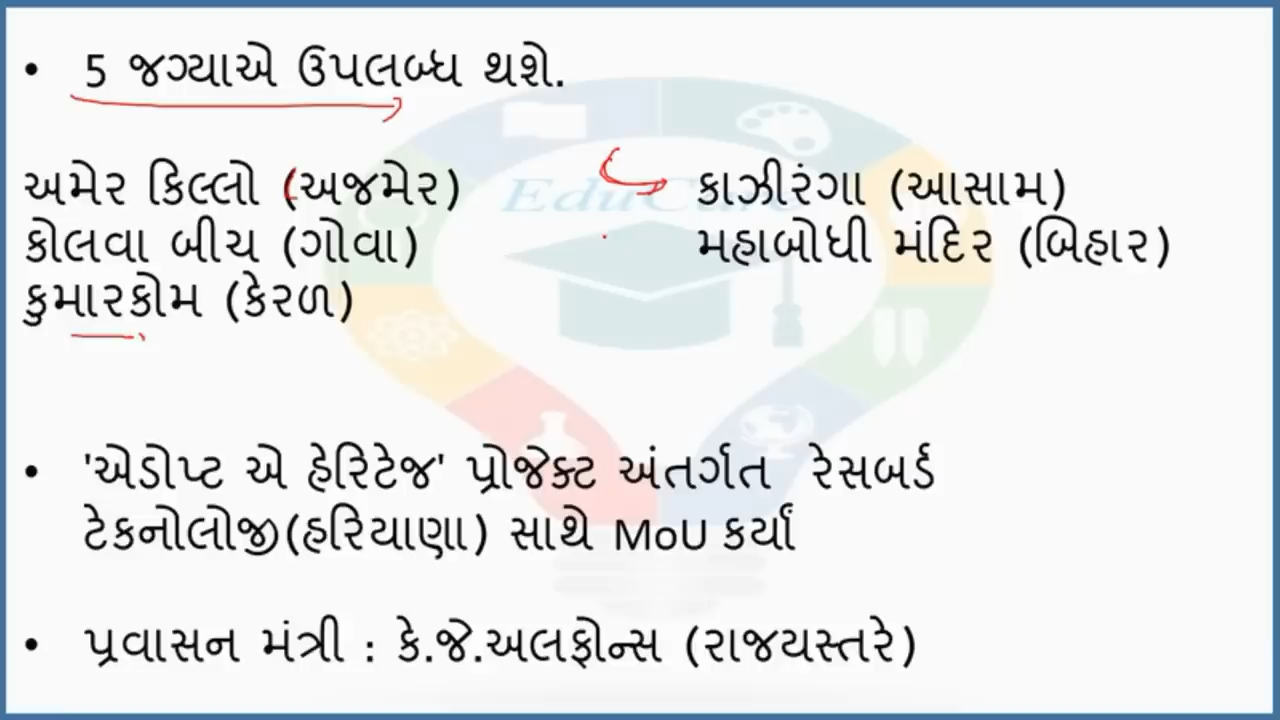 • 5 જગ્યાએ ઉપલબ્ધ થશે.
અમેર કિલ્લો (અજમેર)
કોલવા બીચ (ગોવા)
કુમારકોમ (કેરળ)
કાઝીરંગા (આસામ)
મહાબોધી મંદિર (બિહાર)
• 'એડોપ્ટ એ હેરિટેજ' પ્રોજેક્ટ અંતર્ગત રેસબર્ડ
ટેકનોલોજી(હરિયાણા) સાથે MoU કર્યાં
• પ્રવાસન મંત્રી : કે.જે.અલફોન્સ (રાજયસ્તરે)